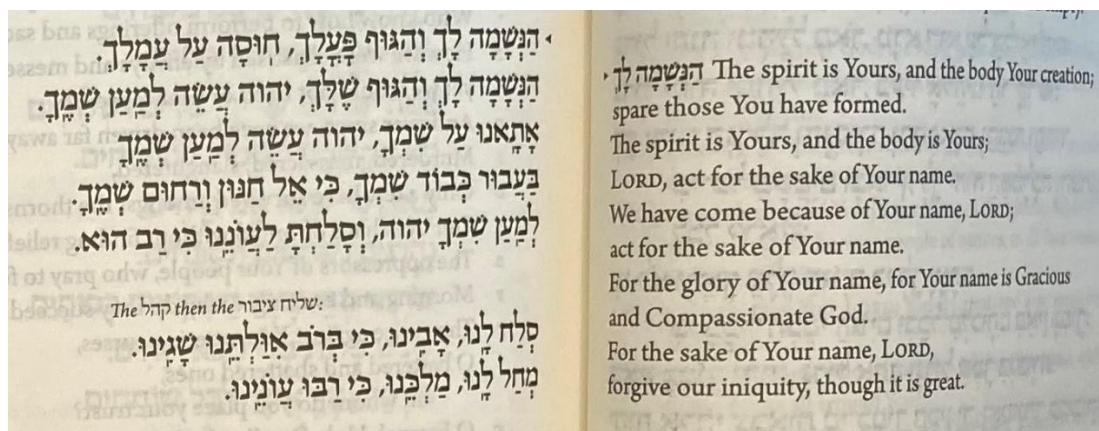 הַנְּשָׁמָה לָךְ וְהַגּוּף פָּעֳלָךְ, חוּסָה עַל עֲמָלָךְ.
הַנְּשָׁמָה לָךְ וְהַגּוּף שֶׁלָּךְ, יהוה עֲשֵׂה לְמַעַן שְׁמֶךָ.
אָתָֽאנוּ עַל שִׁמְךָ, יהוה עֲשֵׂה לְמַעַן שְׁמֶךָ
בַּעֲבוּר כְּבוֹד שִׁמְךָ, כִּי אֵל חַנּוּן וְרַחוּם שְׁמֶךָ.
לְמַעַן שִׁמְךָ יהוה, וְסָלַחְתָּ לַעֲוֹנֵנוּ כִּי רַב הוּא.
The קהל then the שליח ציבור:
סְלַח לָנוּ, אָבִינוּ, כִּי בְרֹב אִוַּלְתֵּנוּ שָׁגִינוּ.
מְחַל לָנוּ, מַלְכֵּנוּ, כִּי רַבּוּ עֲוֹנֵינוּ.
הַנְּשָׁמָה לָךְ The spirit is Yours, and the body Your creation;
spare those You have formed.
The spirit is Yours, and the body is Yours;
LORD, act for the sake of Your name.
We have come because of Your name, LORD;
act for the sake of Your name.
For the glory of Your name, for Your name is Gracious
and Compassionate God.
For the sake of Your name, LORD,
forgive our iniquity, though it is great.